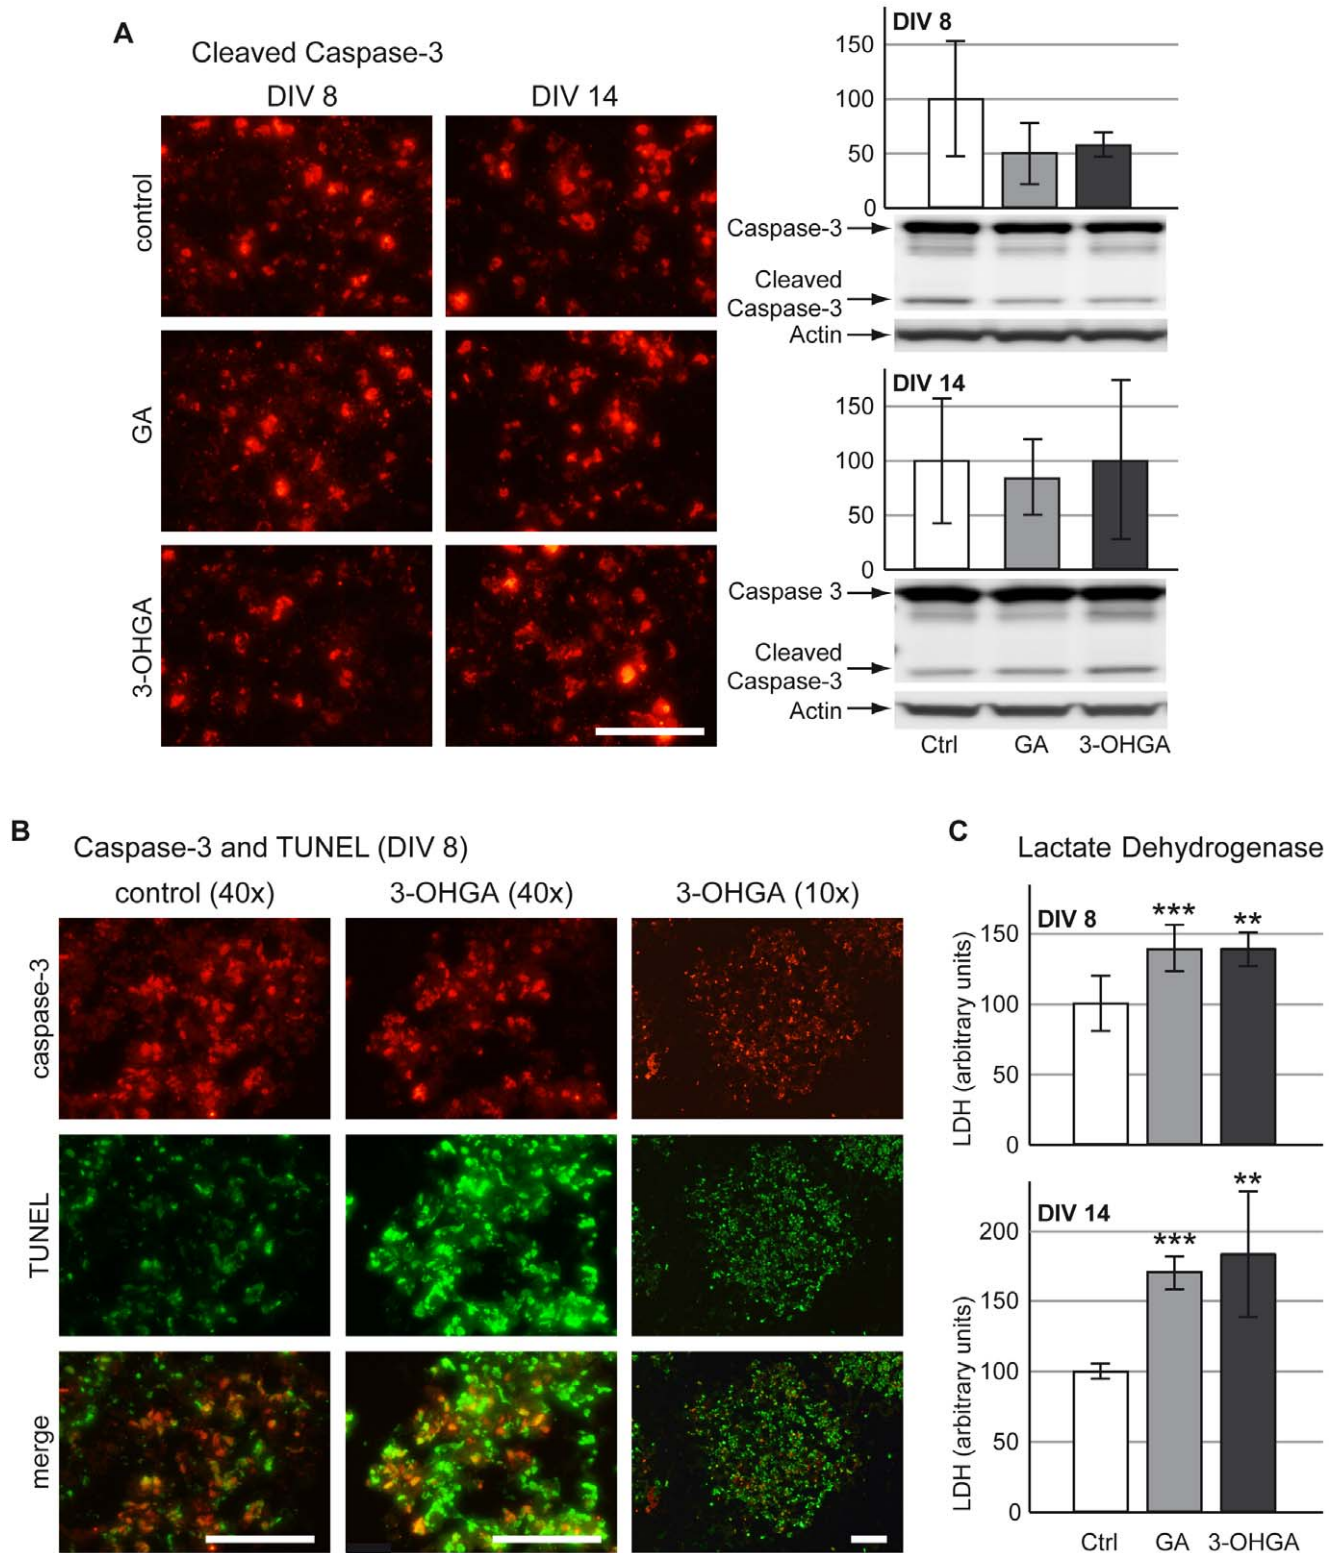 A
Cleaved Caspase-3
DIV 8
DIV 14
control
GA
3-OHGA
DIV 8
150
100
50
0
Caspase-3
Cleaved
Caspase-3
Actin
DIV 14
150
100
50
0
Caspase 3
Cleaved
Caspase-3
Actin
Ctrl GA 3-OHGA
B
Caspase-3 and TUNEL (DIV 8)
control (40x)
3-OHGA (40x)
3-OHGA (10x)
caspase-3
TUNEL
merge
C
Lactate Dehydrogenase
DIV 8
*** **
LDH (arbitrary units)
150
100
50
0
DIV 14
*** **
LDH (arbitrary units)
200
150
100
50
0
Ctrl GA 3-OHGA